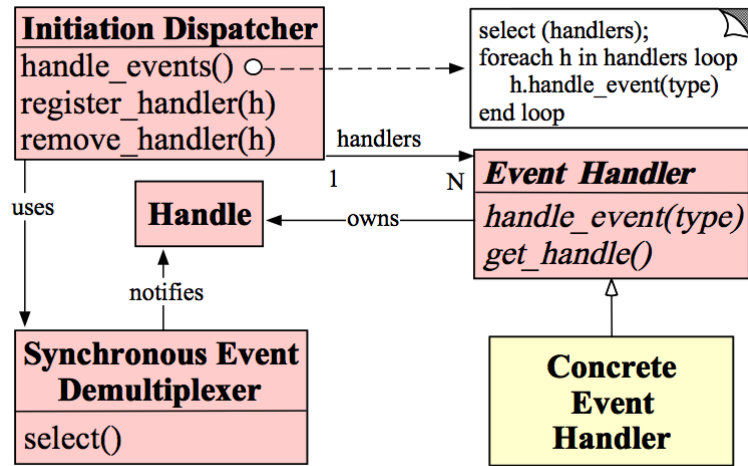 Initiation Dispatcher
handle_events()
register_handler(h)
remove_handler(h)
select (handlers);
foreach h in handlers loop
h.handle_event(type)
end loop
handlers
1
N
Event Handler
handle_event(type)
get_handle()
uses
Handle
owns
notifies
Synchronous Event
Demultiplexer
select()
Concrete
Event
Handler